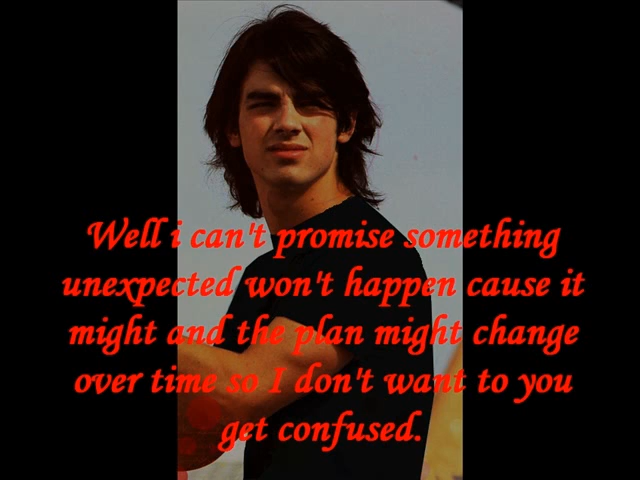 Well i can't promise something
unexpected won't happen cause it
might and the plan might change
over time so I don't want to you
get confused.